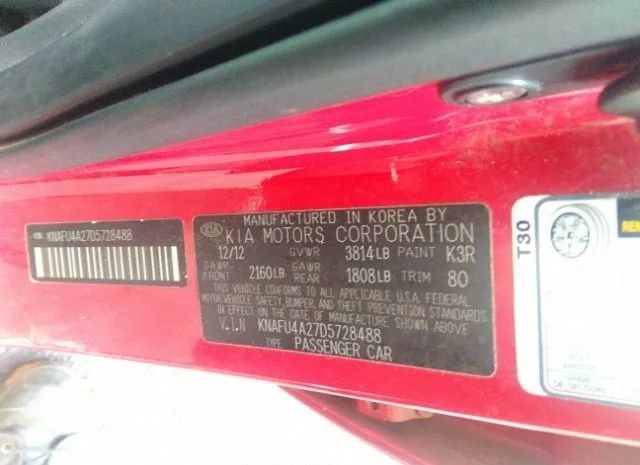 VIN KNAFU4A27D5728488
MANUFACTURED IN KOREA BY
KIA KIA MOTORS CORPORATION
12/12 GVWR 3814LB PAINT K3R
GAWR FRONT 2160LB GAWR REAR 1808LB TRIM 80
THIS VEHICLE CONFORMS TO ALL APPLICABLE U.S.A. FEDERAL
MOTOR VEHICLE SAFETY, BUMPER, AND THEFT PREVENTION STANDARDS
IN EFFECT ON THE DATE OF MANUFACTURE SHOWN ABOVE
V.I.N KNAFU4A27D5728488
TYPE PASSENGER CAR
T30